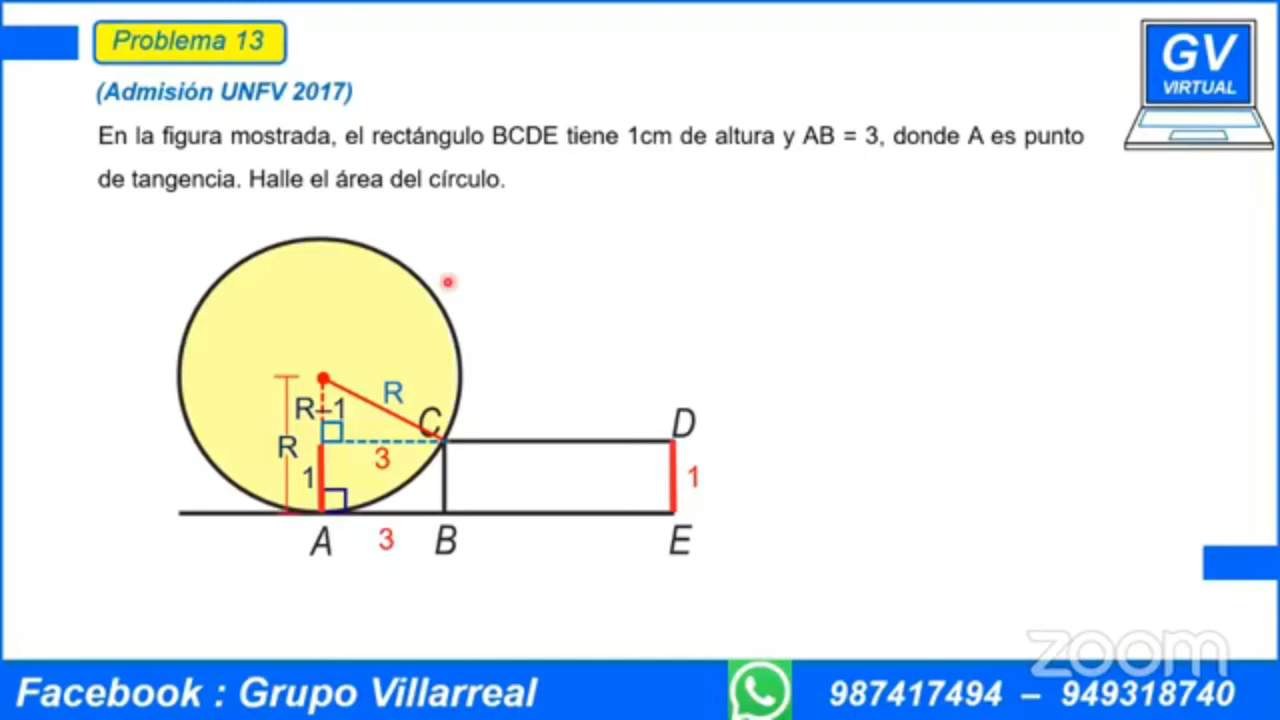 Problema 13
GV
VIRTUAL
(Admisión UNFV 2017)
En la figura mostrada, el rectángulo BCDE tiene 1cm de altura y AB = 3, donde A es punto
de tangencia. Halle el área del círculo.
R
R–1
C
D
R
3
1
1
A
3
B
E
zoom
Facebook : Grupo Villarreal
987417494 – 949318740